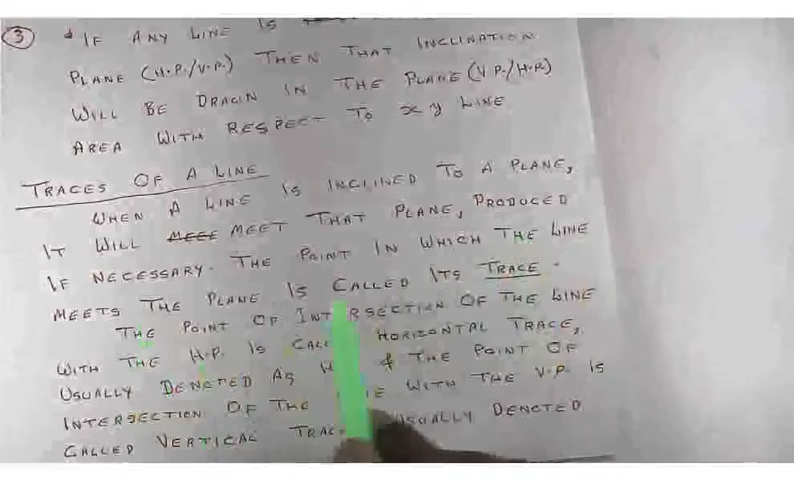 ③ IF ANY LINE IS
PLANE (H.P./V.P.) THEN THAT INCLINATION
WILL BE DRAWN IN THE PLANE (V.P./H.P.)
AREA WITH RESPECT TO xy LINE
TRACES OF A LINE
WHEN A LINE IS INCLINED TO A PLANE,
IT WILL MEET THAT PLANE, PRODUCED
IF NECESSARY. THE POINT IN WHICH THE LINE
MEETS THE PLANE IS CALLED ITS TRACE.
THE POINT OF INTRSECTION OF THE LINE
WITH THE H.P. IS CALL HORIZONTAL TRACE,
USUALLY DENOTED AS H & THE POINT OF
INTERSECTION OF THE WITH THE V.P. IS
CALLED VERTICAL TRAC USUALLY DENOTED